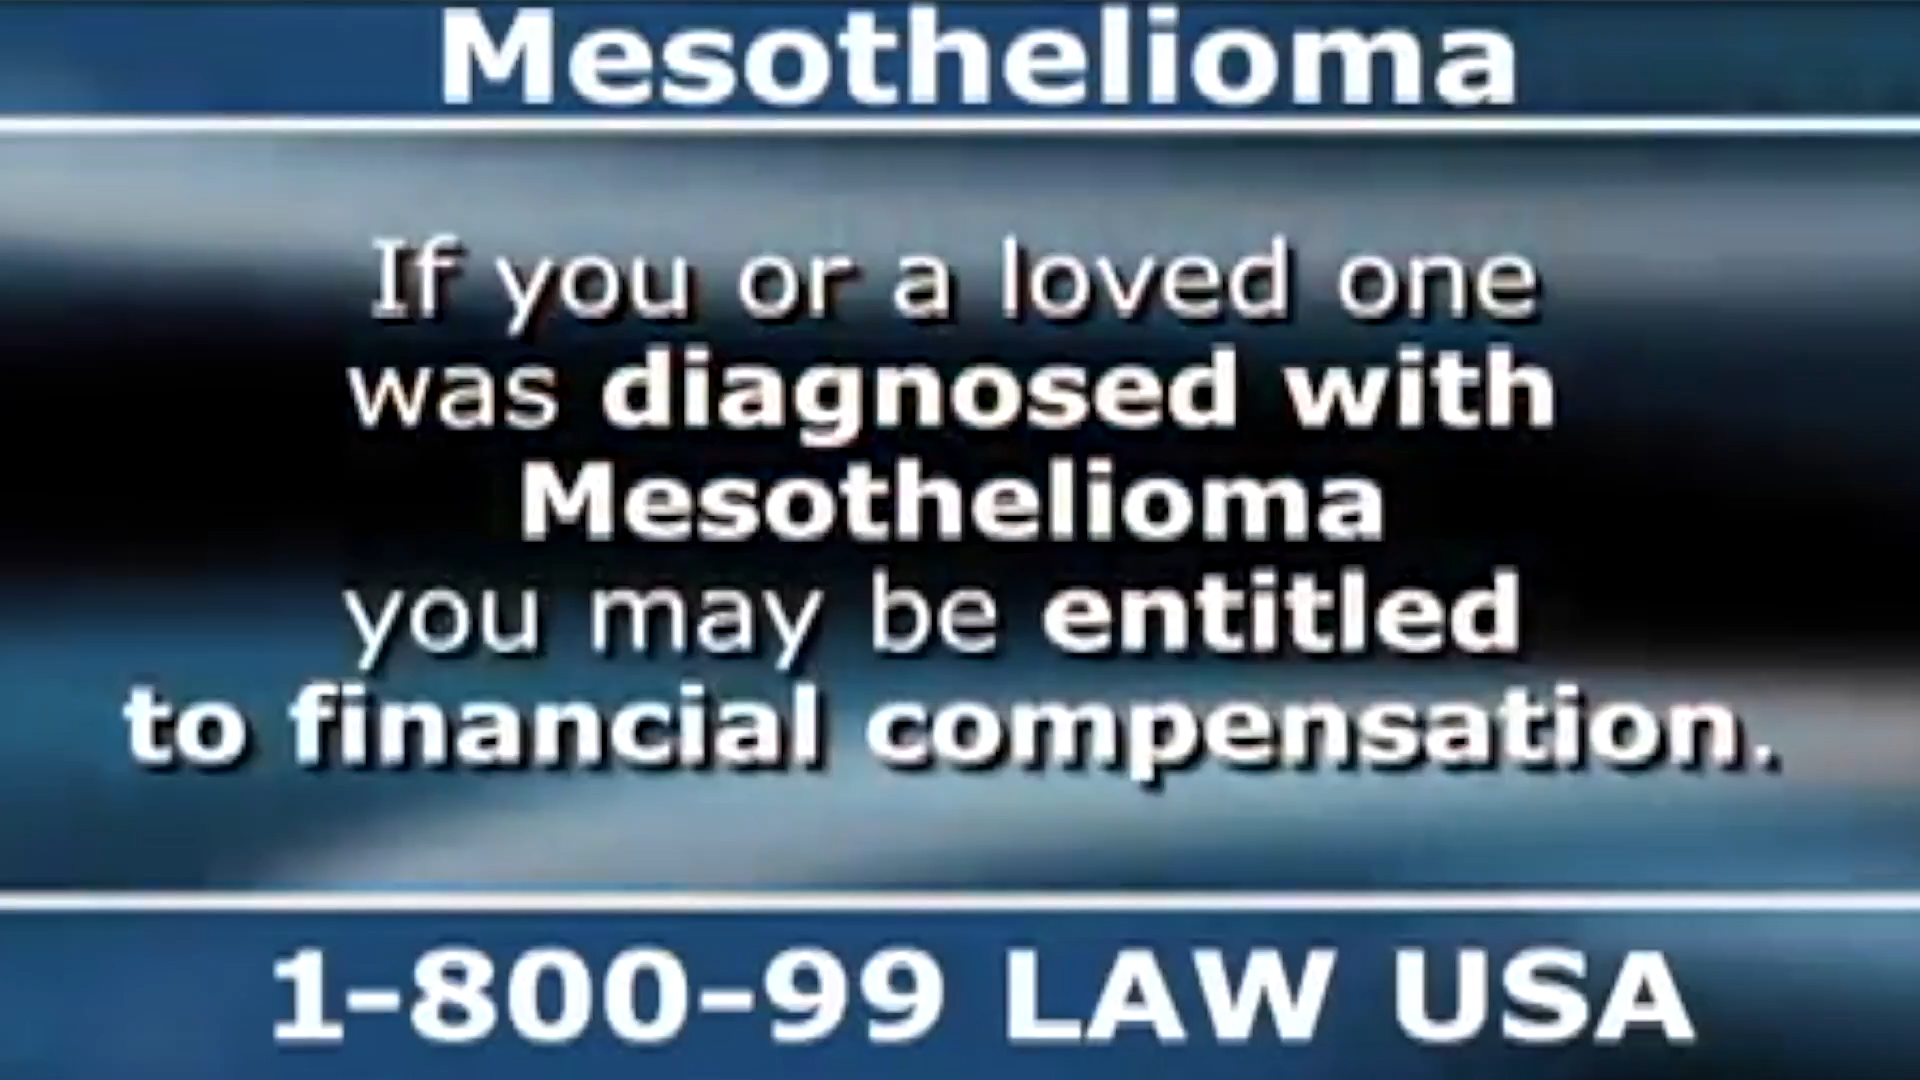 Mesothelioma
If you or a loved one
was diagnosed with
Mesothelioma
you may be entitled
to financial compensation.
1-800-99 LAW USA